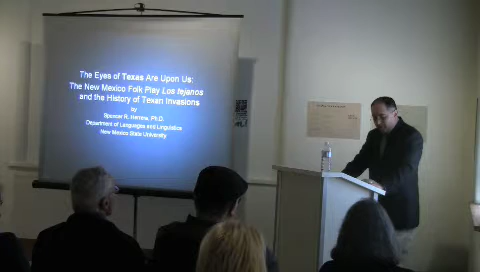 The Eyes of Texas Are Upon Us:
The New Mexico Folk Play Los tejanos
and the History of Texan Invasions
by
Spencer R. Herrera, Ph.D.
Department of Languages and Linguistics
New Mexico State University